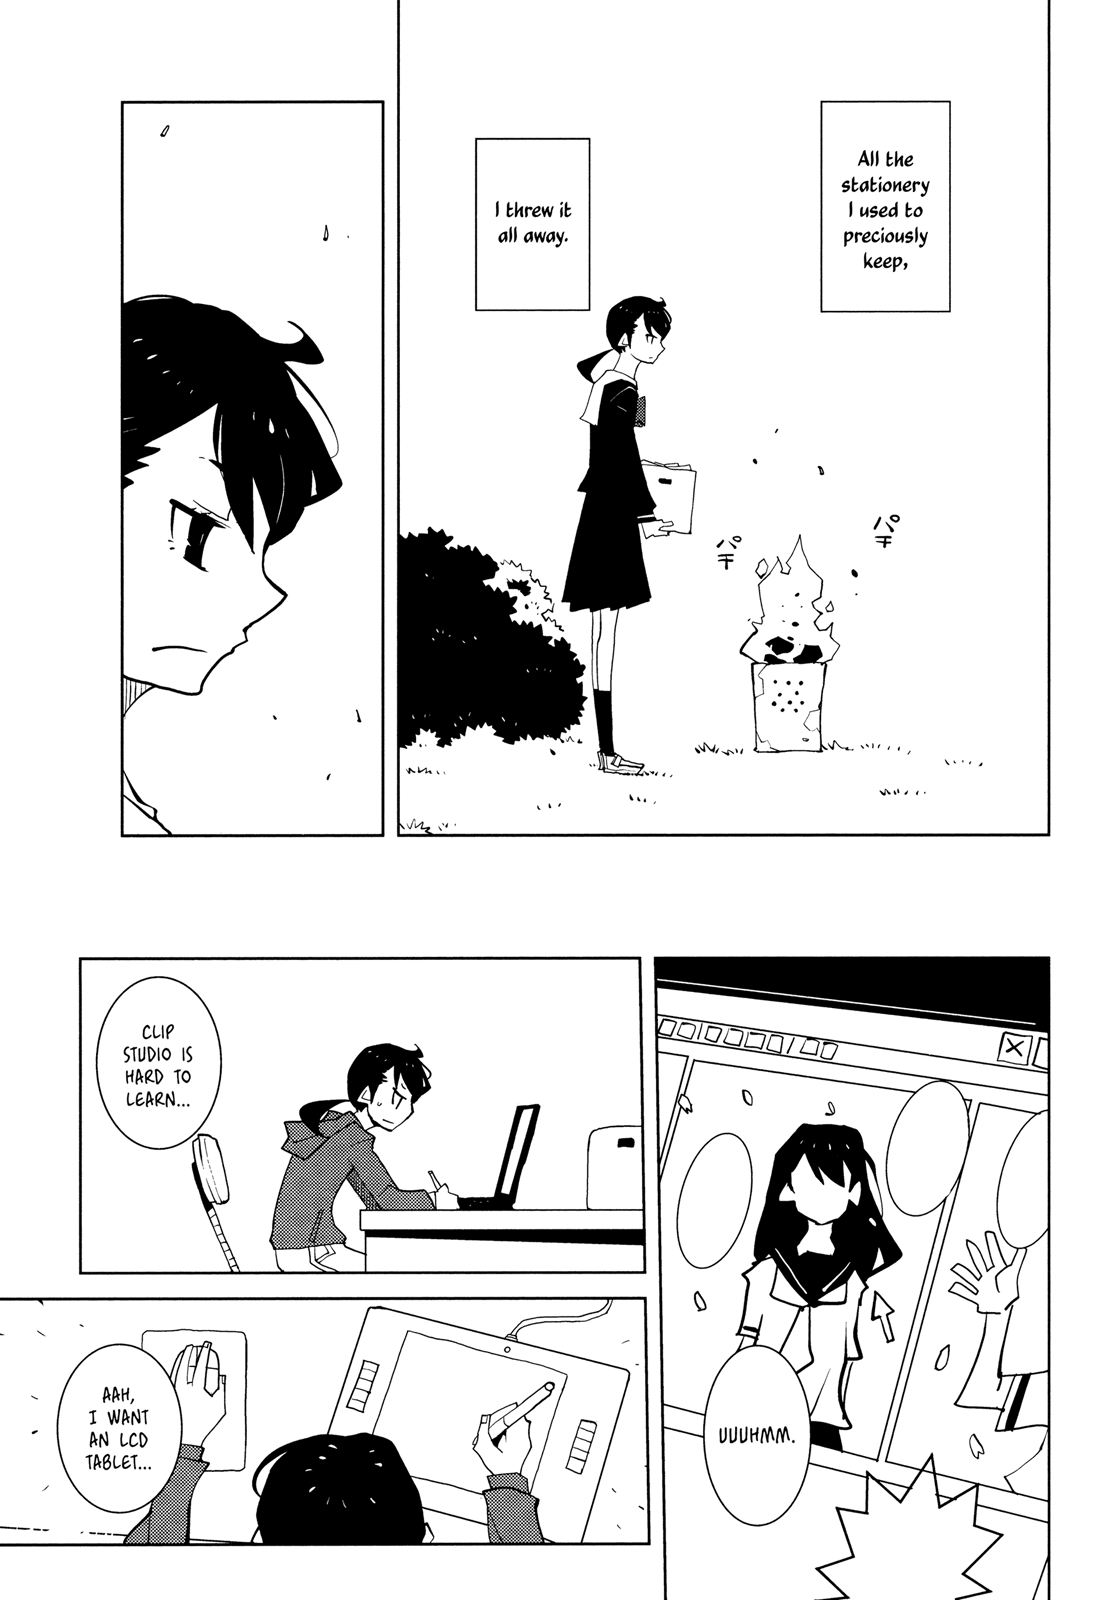 All the
stationery
I used to
preciously
keep,
I threw it
all away.
パチ
パチ
UUUHMM.
CLIP
STUDIO IS
HARD TO
LEARN...
AAH,
I WANT
AN LCD
TABLET...